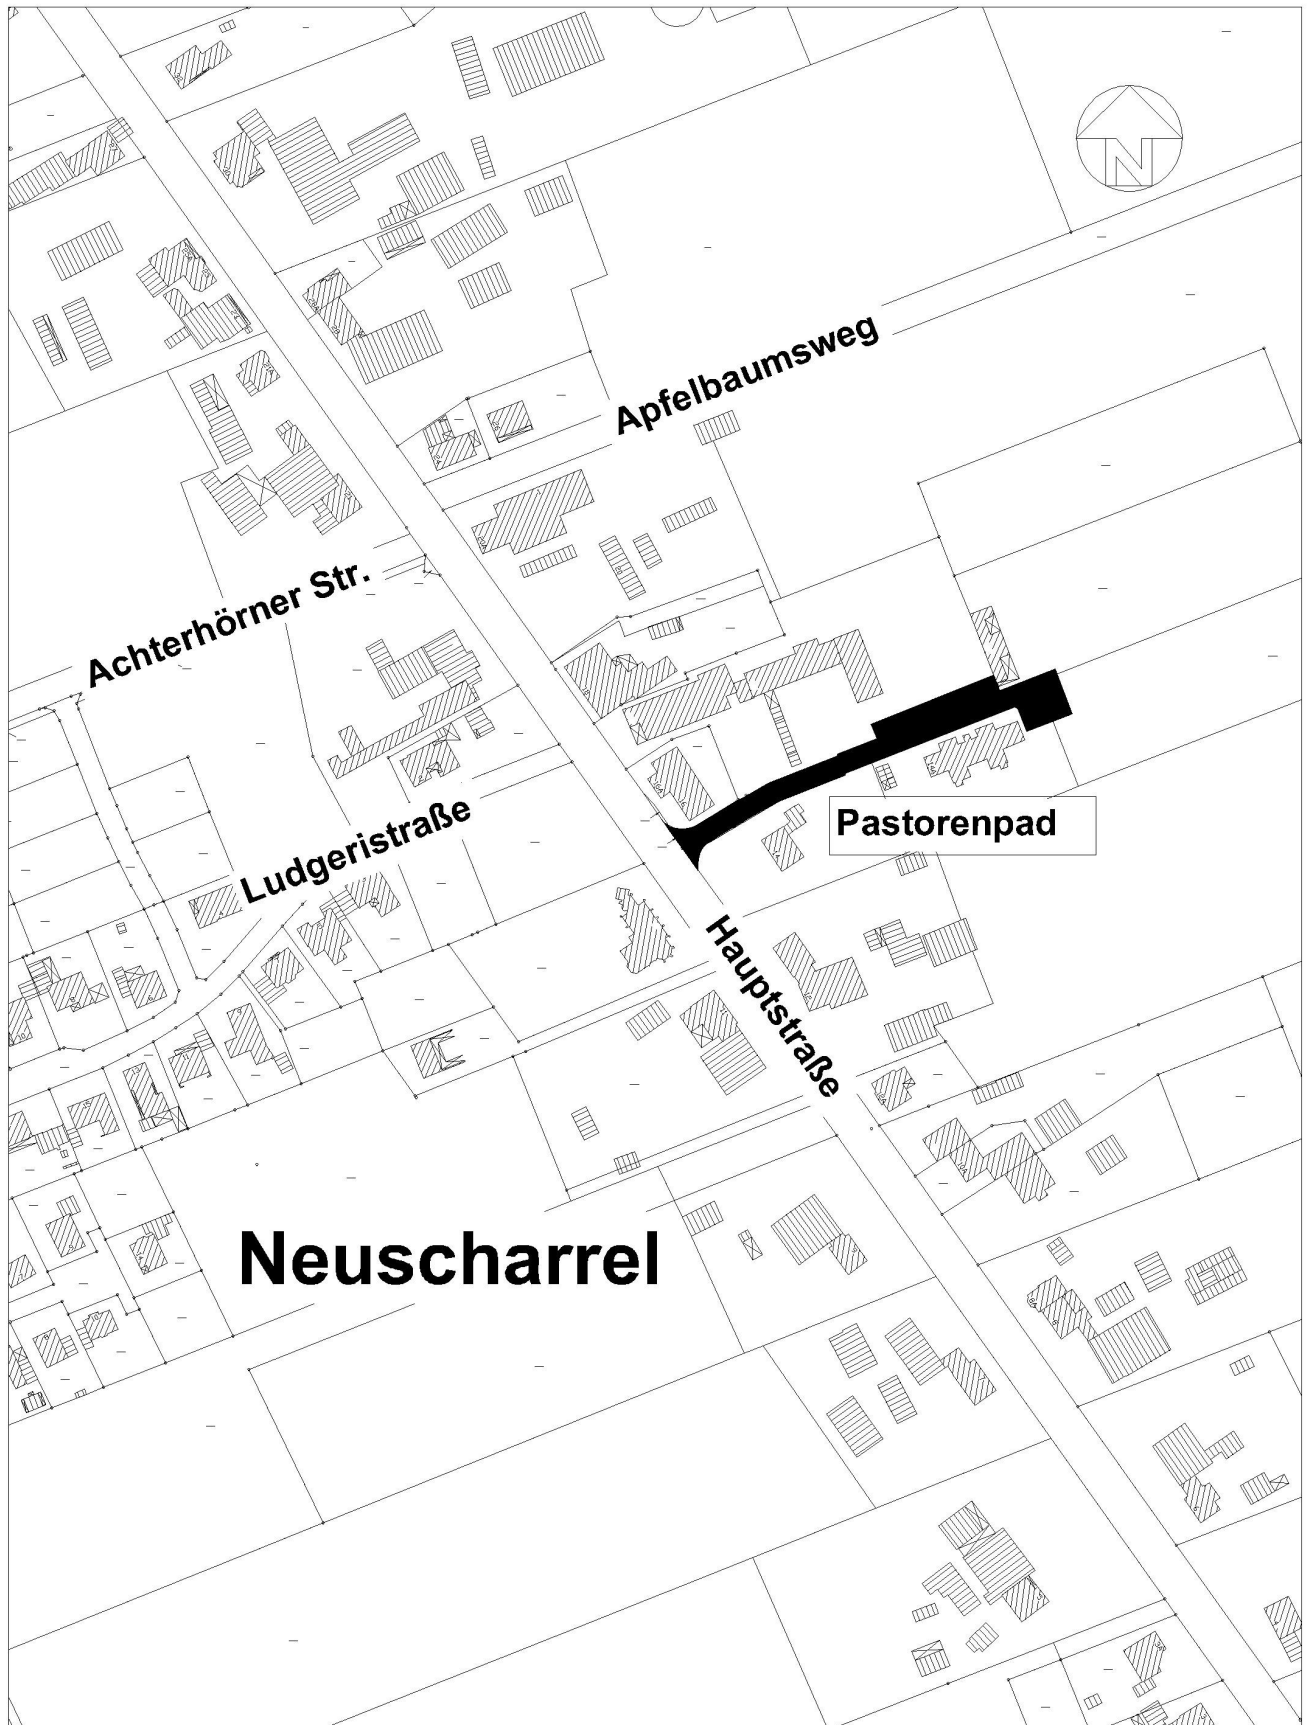 N
Apfelbaumsweg
Achterhörner Str.
Ludgeristraße
Pastorenpad
Hauptstraße
Neuscharrel